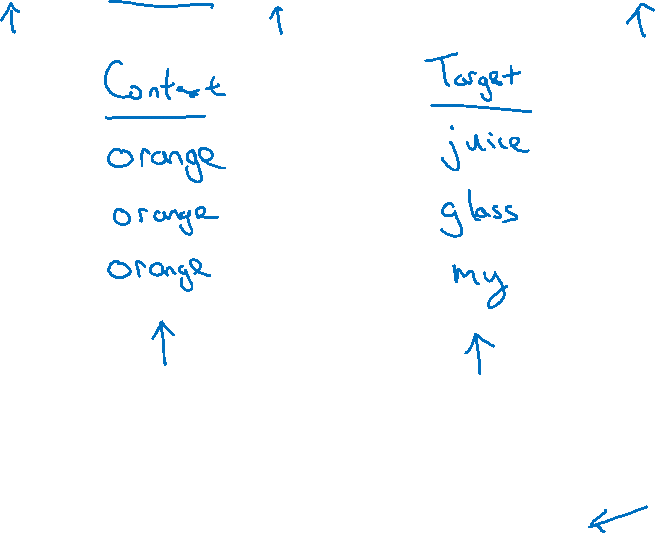 Context Target
orange juice
orange glass
orange my